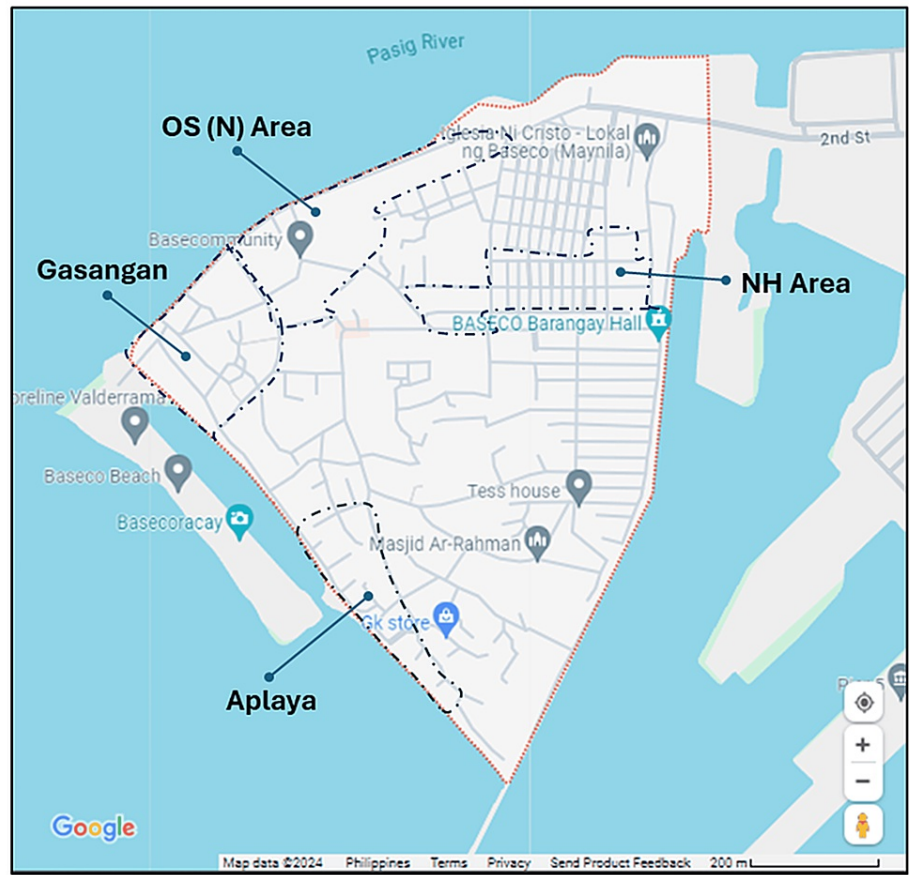 Pasig River
OS (N) Area
Iglesia Ni Cristo - Lokal
ng Baseco (Maynila)
2nd St
Basecommunity
Gasangan
NH Area
BASECO Barangay Hall
oreline Valderrama
Baseco Beach
Tess house
Basecoracay
Masjid Ar-Rahman
Gk store
Aplaya
Google
Map data ©2024 Philippines Terms Privacy Send Product Feedback 200 m